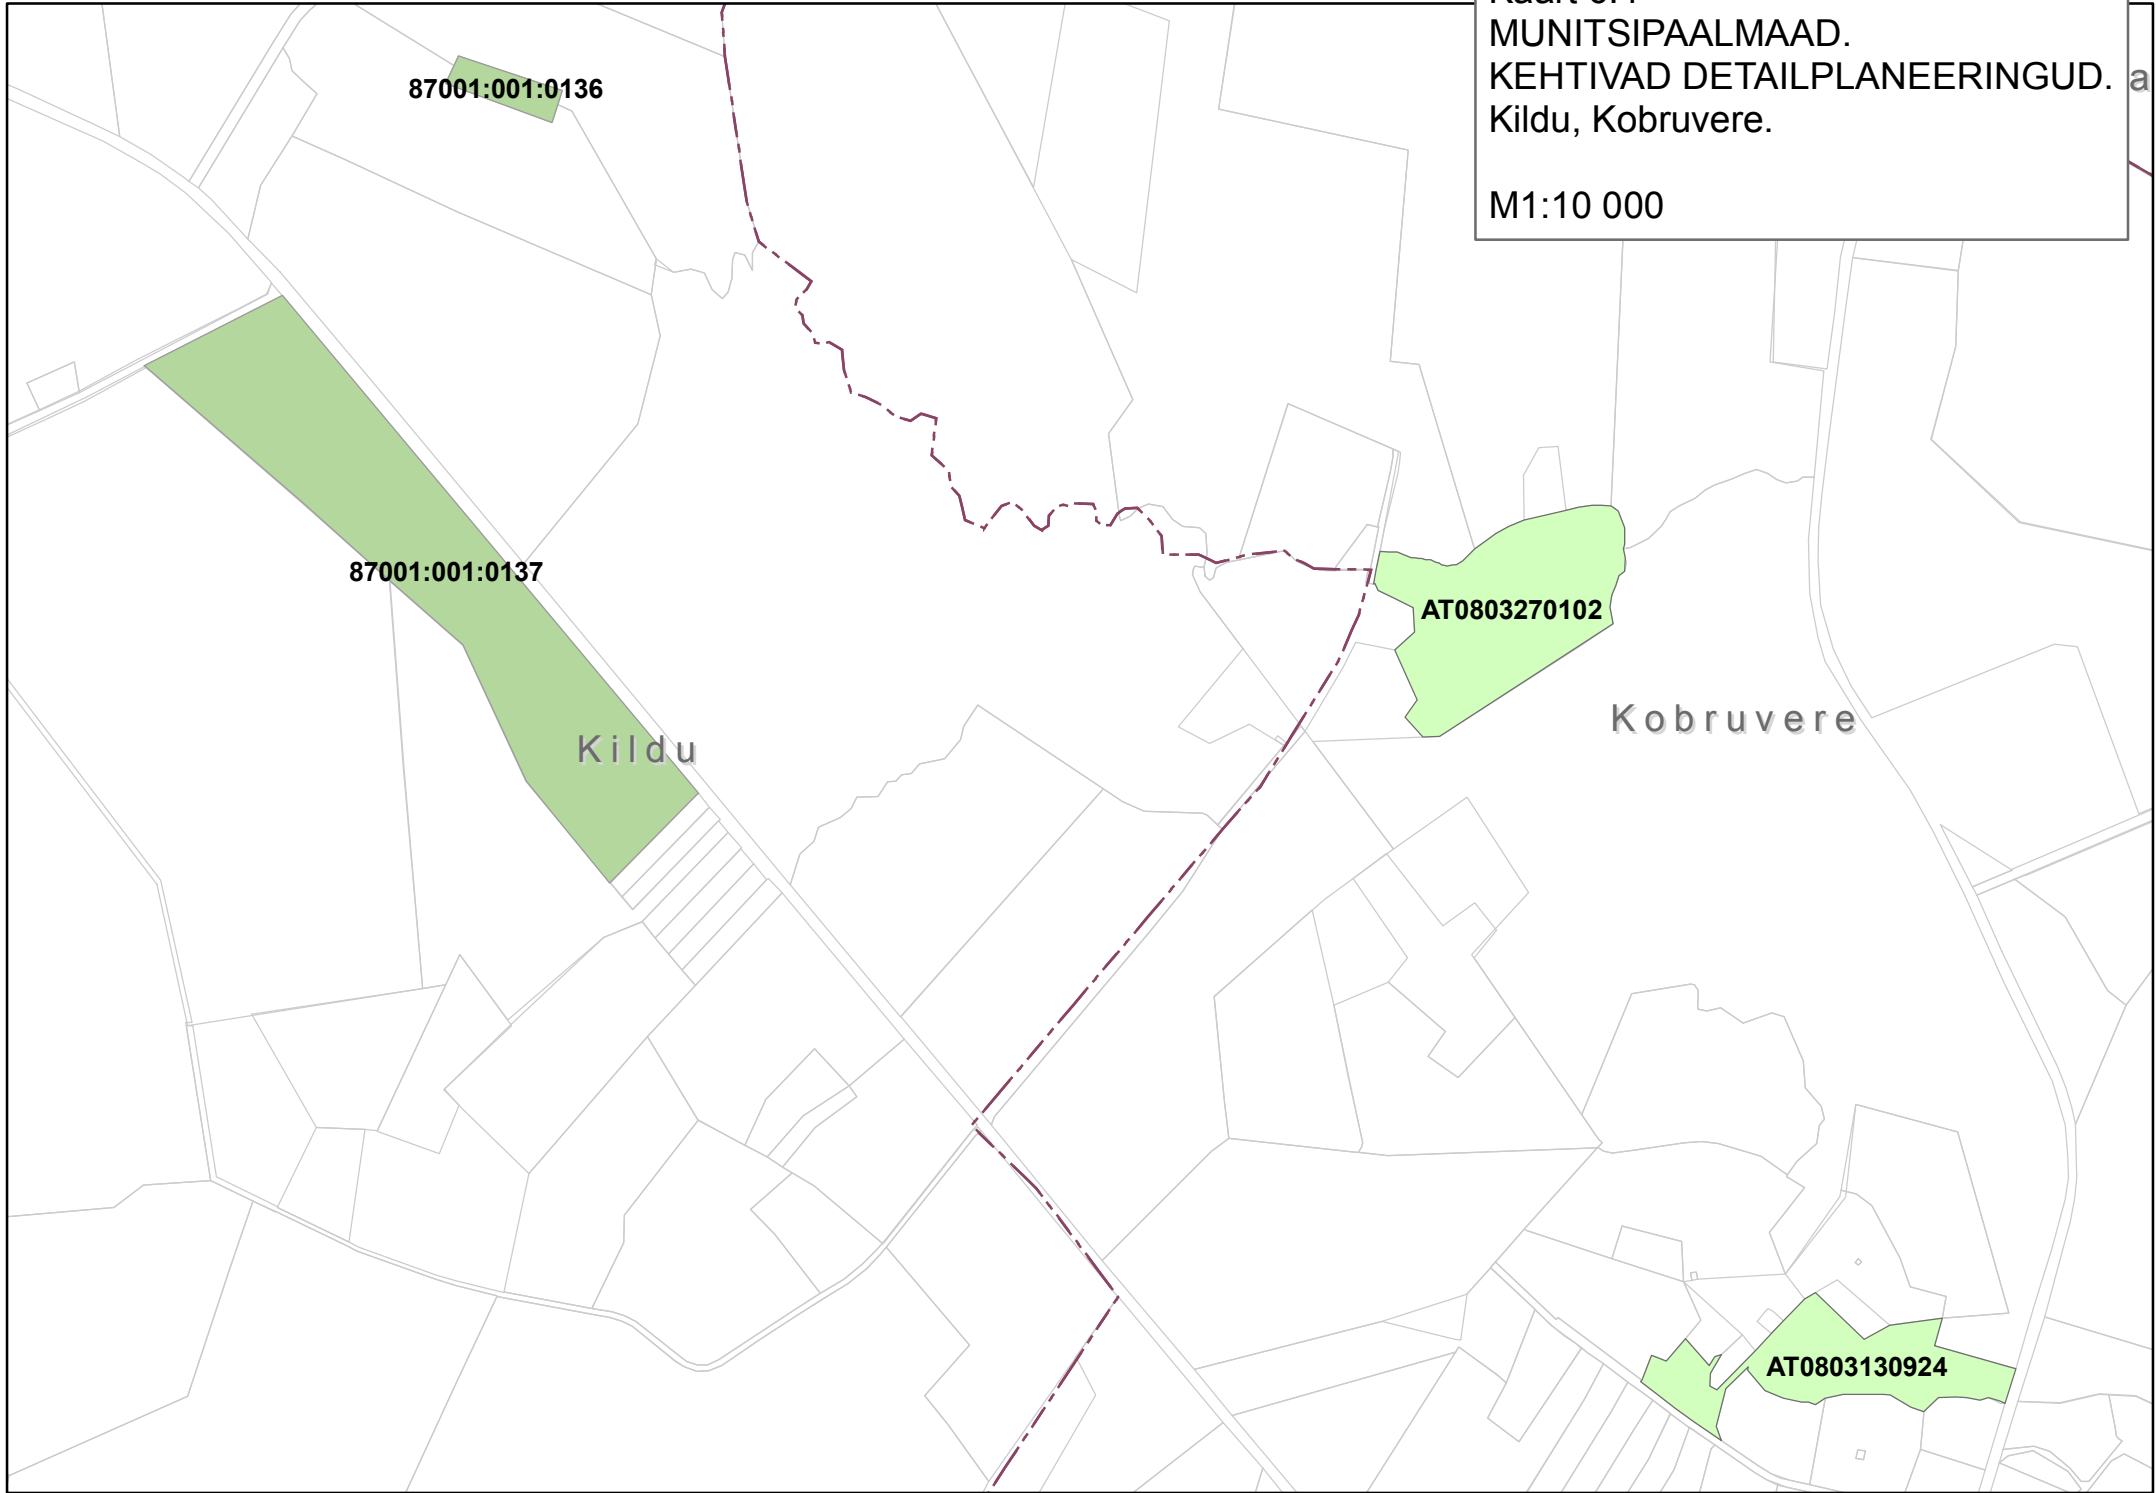 MUNITSIPAALMAAD.
KEHTIVAD DETAILPLANEERINGUD.
Kildu, Kobruvere.
M1:10 000
a
87001:001:0136
87001:001:0137
AT0803270102
Kobruvere
Kildu
AT0803130924